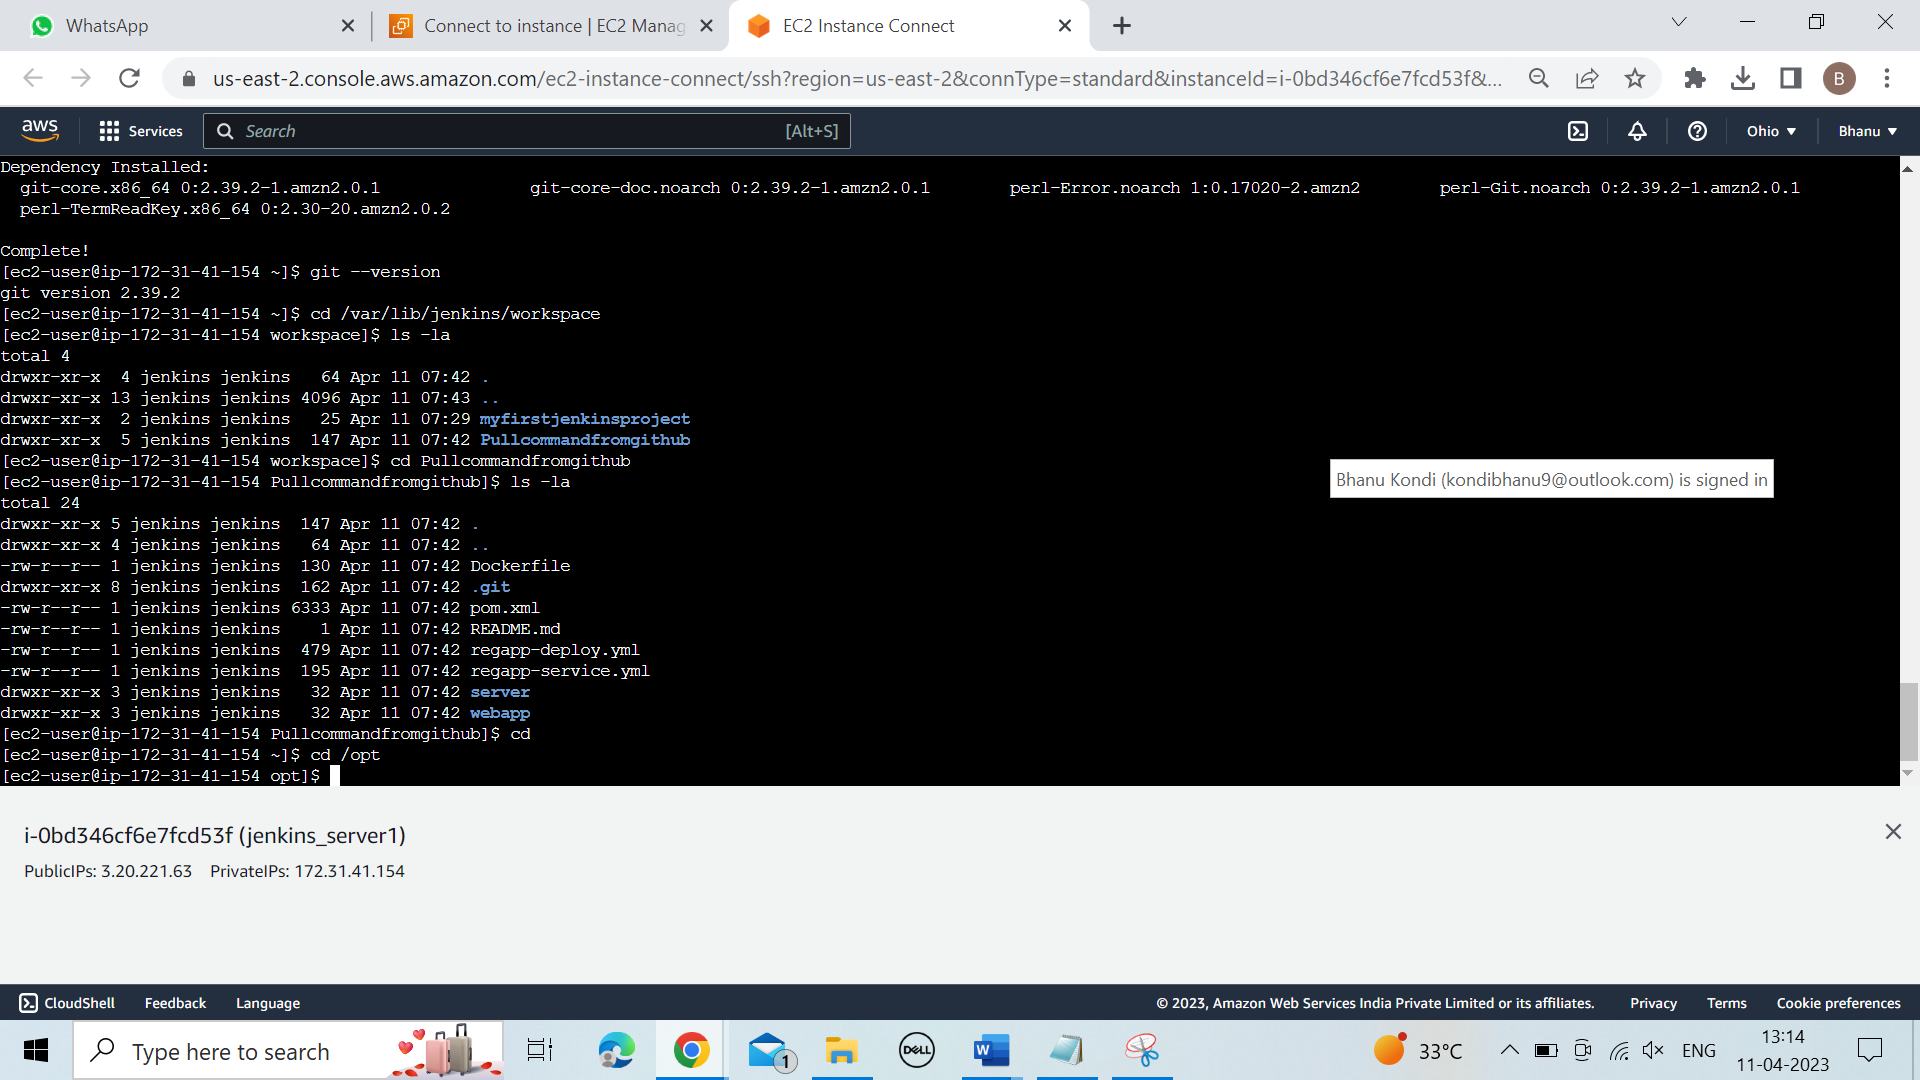 WhatsApp
Connect to instance | EC2 Manag
EC2 Instance Connect
us-east-2.console.aws.amazon.com/ec2-instance-connect/ssh?region=us-east-2&connType=standard&instanceId=i-0bd346cf6e7fcd53f&...
B
aws
Services
Search
[Alt+S]
Ohio
Bhanu
Dependency Installed:
git-core.x86_64 0:2.39.2-1.amzn2.0.1 git-core-doc.noarch 0:2.39.2-1.amzn2.0.1 perl-Error.noarch 1:0.17020-2.amzn2 perl-Git.noarch 0:2.39.2-1.amzn2.0.1
perl-TermReadKey.x86_64 0:2.30-20.amzn2.0.2
Complete!
[ec2-user@ip-172-31-41-154 ~]$ git --version
git version 2.39.2
[ec2-user@ip-172-31-41-154 ~]$ cd /var/lib/jenkins/workspace
[ec2-user@ip-172-31-41-154 workspace]$ ls -la
total 4
drwxr-xr-x 4 jenkins jenkins 64 Apr 11 07:42 .
drwxr-xr-x 13 jenkins jenkins 4096 Apr 11 07:43 ..
drwxr-xr-x 2 jenkins jenkins 25 Apr 11 07:29 myfirstjenkinsproject
drwxr-xr-x 5 jenkins jenkins 147 Apr 11 07:42 Pullcommandfromgithub
[ec2-user@ip-172-31-41-154 workspace]$ cd Pullcommandfromgithub
[ec2-user@ip-172-31-41-154 Pullcommandfromgithub]$ ls -la
Bhanu Kondi (kondibhanu9@outlook.com) is signed in
total 24
drwxr-xr-x 5 jenkins jenkins 147 Apr 11 07:42 .
drwxr-xr-x 4 jenkins jenkins 64 Apr 11 07:42 ..
-rw-r--r-- 1 jenkins jenkins 130 Apr 11 07:42 Dockerfile
drwxr-xr-x 8 jenkins jenkins 162 Apr 11 07:42 .git
-rw-r--r-- 1 jenkins jenkins 6333 Apr 11 07:42 pom.xml
-rw-r--r-- 1 jenkins jenkins 1 Apr 11 07:42 README.md
-rw-r--r-- 1 jenkins jenkins 479 Apr 11 07:42 regapp-deploy.yml
-rw-r--r-- 1 jenkins jenkins 195 Apr 11 07:42 regapp-service.yml
drwxr-xr-x 3 jenkins jenkins 32 Apr 11 07:42 server
drwxr-xr-x 3 jenkins jenkins 32 Apr 11 07:42 webapp
[ec2-user@ip-172-31-41-154 Pullcommandfromgithub]$ cd
[ec2-user@ip-172-31-41-154 ~]$ cd /opt
[ec2-user@ip-172-31-41-154 opt]$
i-0bd346cf6e7fcd53f (jenkins_server1)
PublicIPs: 3.20.221.63 PrivateIPs: 172.31.41.154
CloudShell Feedback Language
© 2023, Amazon Web Services India Private Limited or its affiliates. Privacy Terms Cookie preferences
Type here to search
1
DELL
W
33°C
ENG
13:14
11-04-2023